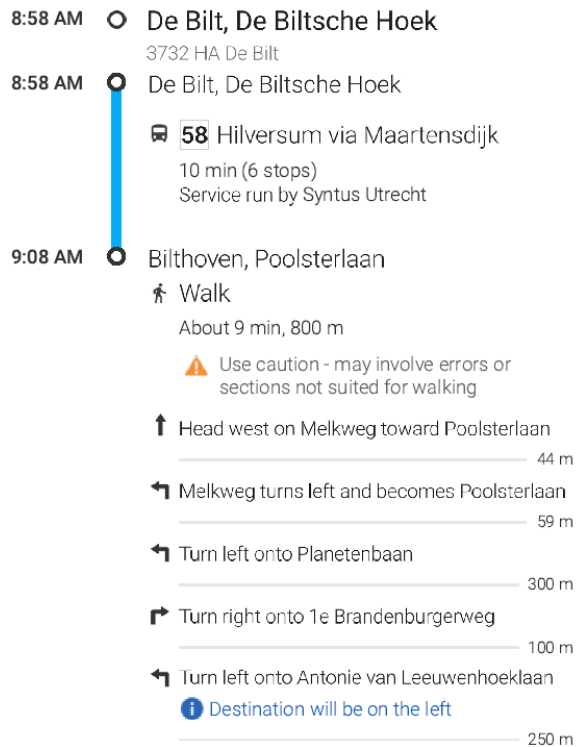 8:58 AM De Bilt, De Biltsche Hoek
3732 HA De Bilt
8:58 AM De Bilt, De Biltsche Hoek
58 Hilversum via Maartensdijk
10 min (6 stops)
Service run by Syntus Utrecht
9:08 AM Bilthoven, Poolsterlaan
Walk
About 9 min, 800 m
Use caution - may involve errors or
sections not suited for walking
Head west on Melkweg toward Poolsterlaan
44 m
Melkweg turns left and becomes Poolsterlaan
59 m
Turn left onto Planetenbaan
300 m
Turn right onto 1e Brandenburgerweg
100 m
Turn left onto Antonie van Leeuwenhoeklaan
Destination will be on the left
250 m